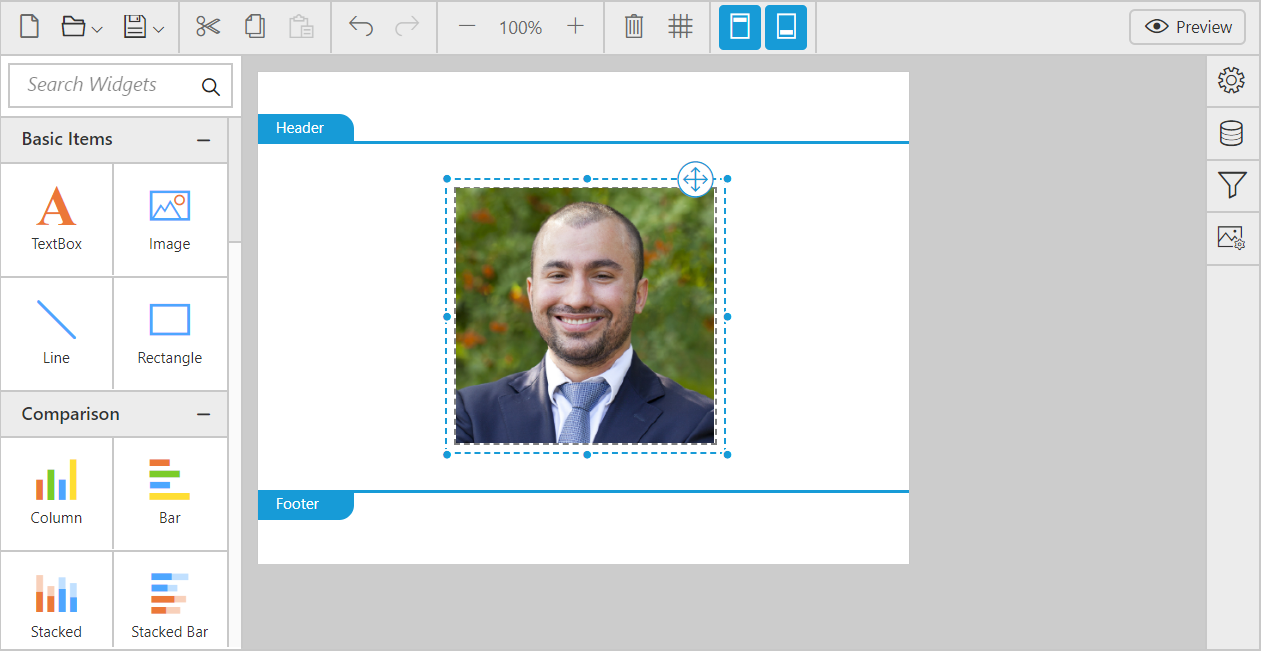 100%
Preview
Search Widgets
Basic Items
TextBox
Image
Line
Rectangle
Comparison
Column
Bar
Stacked
Stacked Bar
Header
Footer